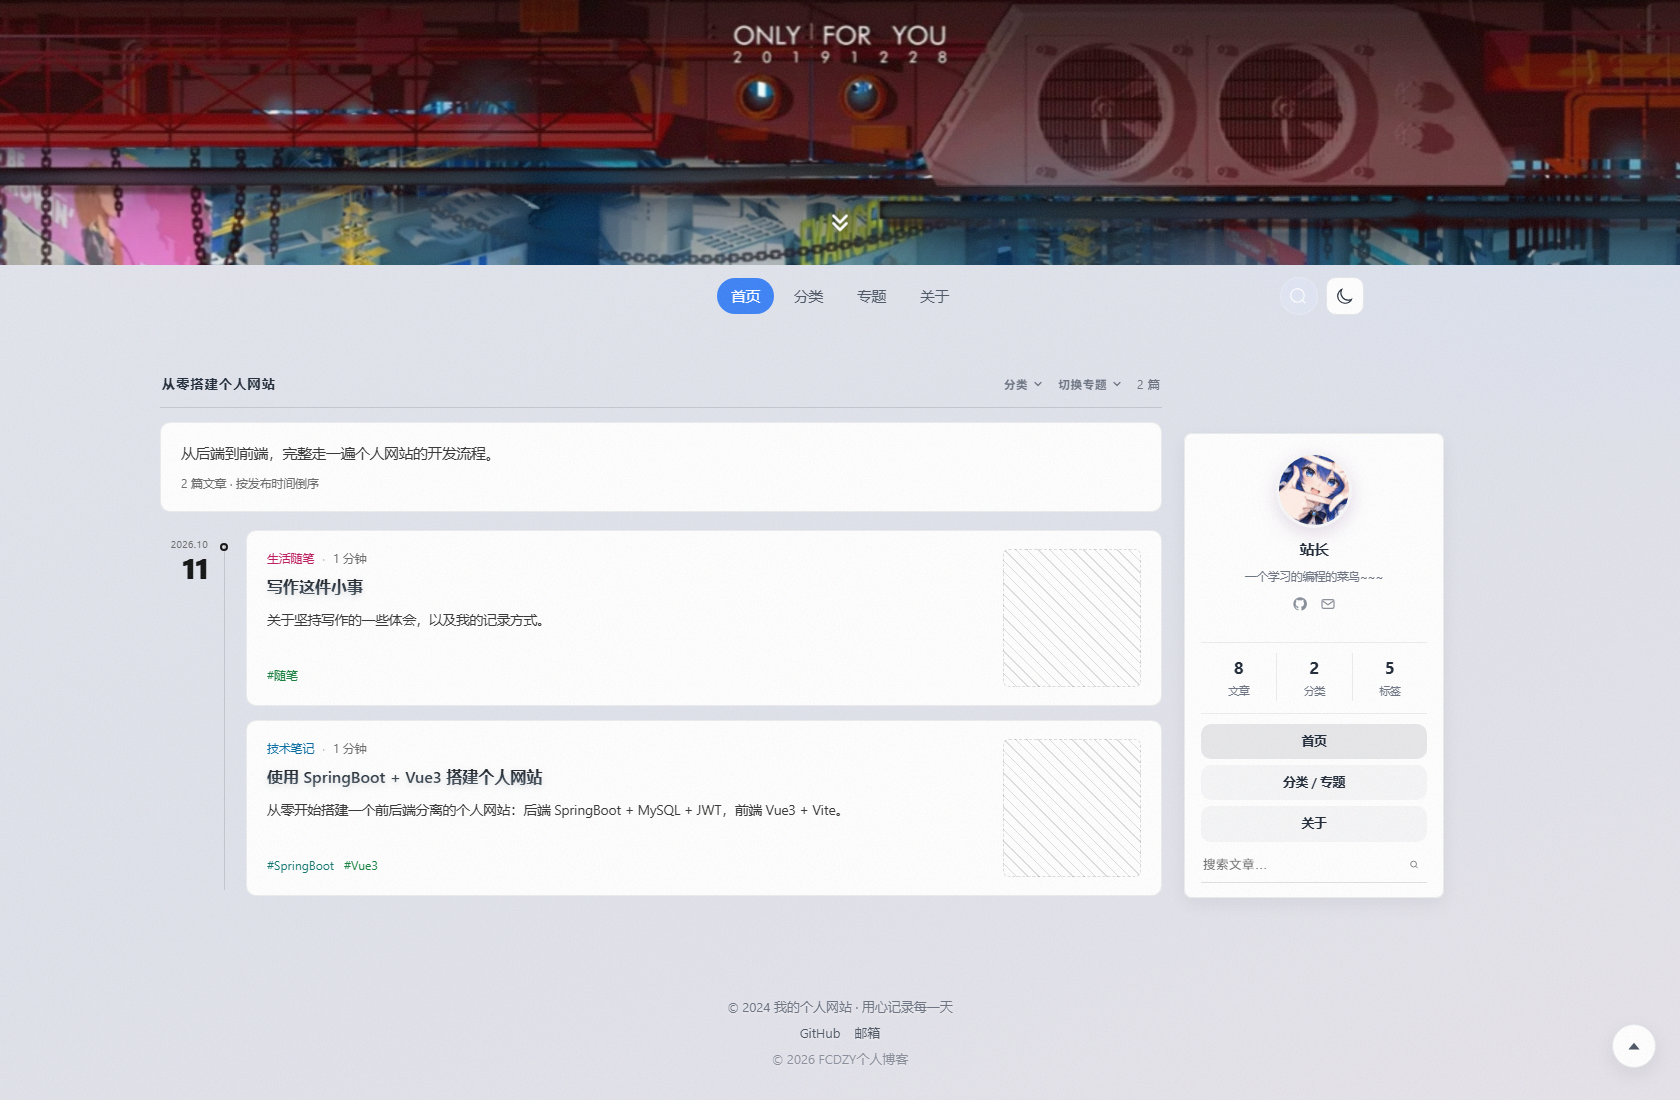 ONLY FOR YOU
20191228
首页 分类 专题 关于
从零搭建个人网站
分类 切换专题 2 篇
从后端到前端，完整走一遍个人网站的开发流程。
2 篇文章 · 按发布时间倒序
2026.10
11
生活随笔 · 1 分钟
写作这件小事
关于坚持写作的一些体会，以及我的记录方式。
#随笔
技术笔记 · 1 分钟
使用 SpringBoot + Vue3 搭建个人网站
从零开始搭建一个前后端分离的个人网站：后端 SpringBoot + MySQL + JWT，前端 Vue3 + Vite。
#SpringBoot #Vue3
站长
一个学习的编程的菜鸟~~~
8 2 5
文章 分类 标签
首页
分类 / 专题
关于
搜索文章...
© 2024 我的个人网站 · 用心记录每一天
GitHub 邮箱
© 2026 FCDZY个人博客